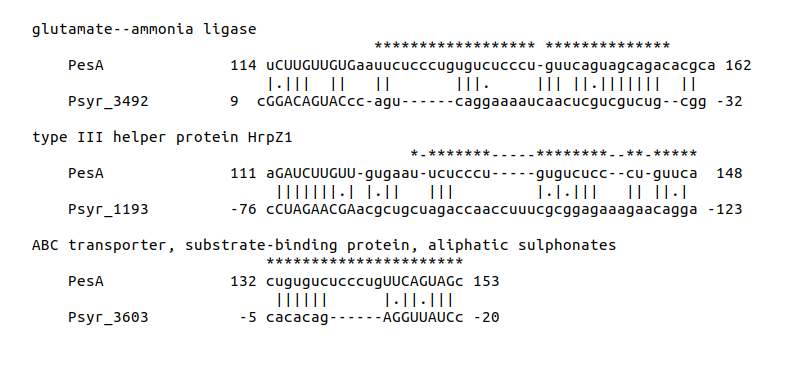 glutamate--ammonia ligase
                                      ****************** **************
    PesA              114 uCUUGUUGUGaauucucccugugucucccu-guucaguagcagacacgca 162
                          |.|||  ||   ||       |||.     ||| ||.|||||||  ||
    Psyr_3492         9  cGGACAGUACcc-agu------caggaaaaucaacucgucgucug--cgg -32
type III helper protein HrpZ1
                                          *-*******-----********--**-*****
    PesA              111 aGAUCUUGUU-gugaau-ucucccu-----gugucucc--cu-guuca  148
                           |||||||.| |.||   |||         |.|.|||   || ||.|
    Psyr_1193         -76 cCUAGAACGAacgcugcuagaccaaccuuucgcggagaaagaacagga -123
ABC transporter, substrate-binding protein, aliphatic sulphonates
                          **********************
    PesA              132 cugugucucccugUUCAGUAGc 153
                           ||||||      |.||.|||
    Psyr_3603          -5 cacacag------AGGUUAUCc -20